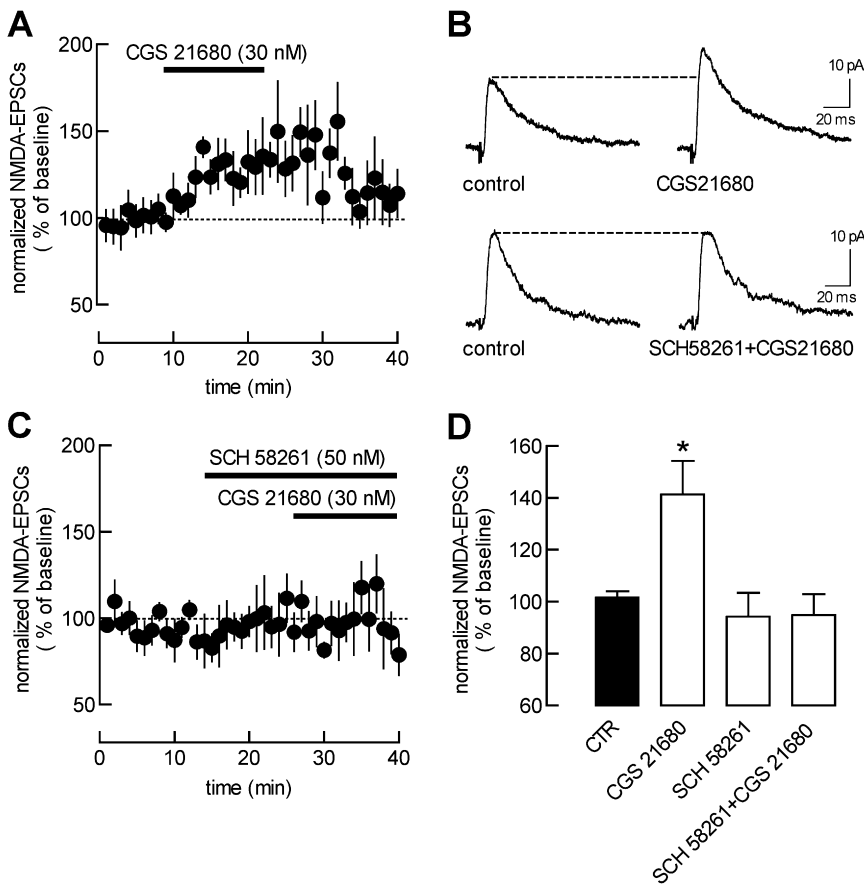 A
CGS 21680 (30 nM)
200
150
100
50
normalized NMDA-EPSCs
( % of baseline)
0
10
20
30
40
time (min)
B
10 pA
20 ms
control
CGS21680
10 pA
20 ms
control
SCH58261+CGS21680
C
SCH 58261 (50 nM)
CGS 21680 (30 nM)
200
150
100
50
normalized NMDA-EPSCs
( % of baseline)
0
10
20
30
40
time (min)
D
*
160
140
120
100
80
60
normalized NMDA-EPSCs
( % of baseline)
CTR
CGS 21680
SCH 58261
SCH 58261+CGS 21680